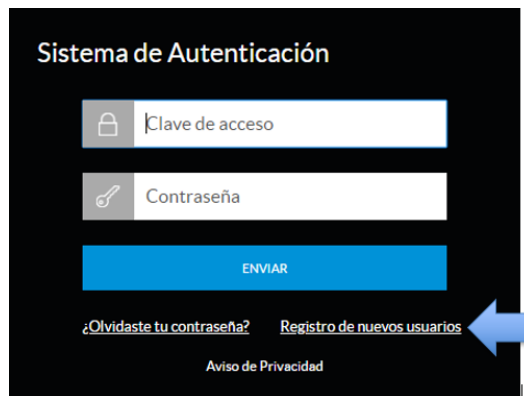 Sistema de Autenticación
Clave de acceso
Contraseña
ENVIAR
¿Olvidaste tu contraseña? Registro de nuevos usuarios
Aviso de Privacidad